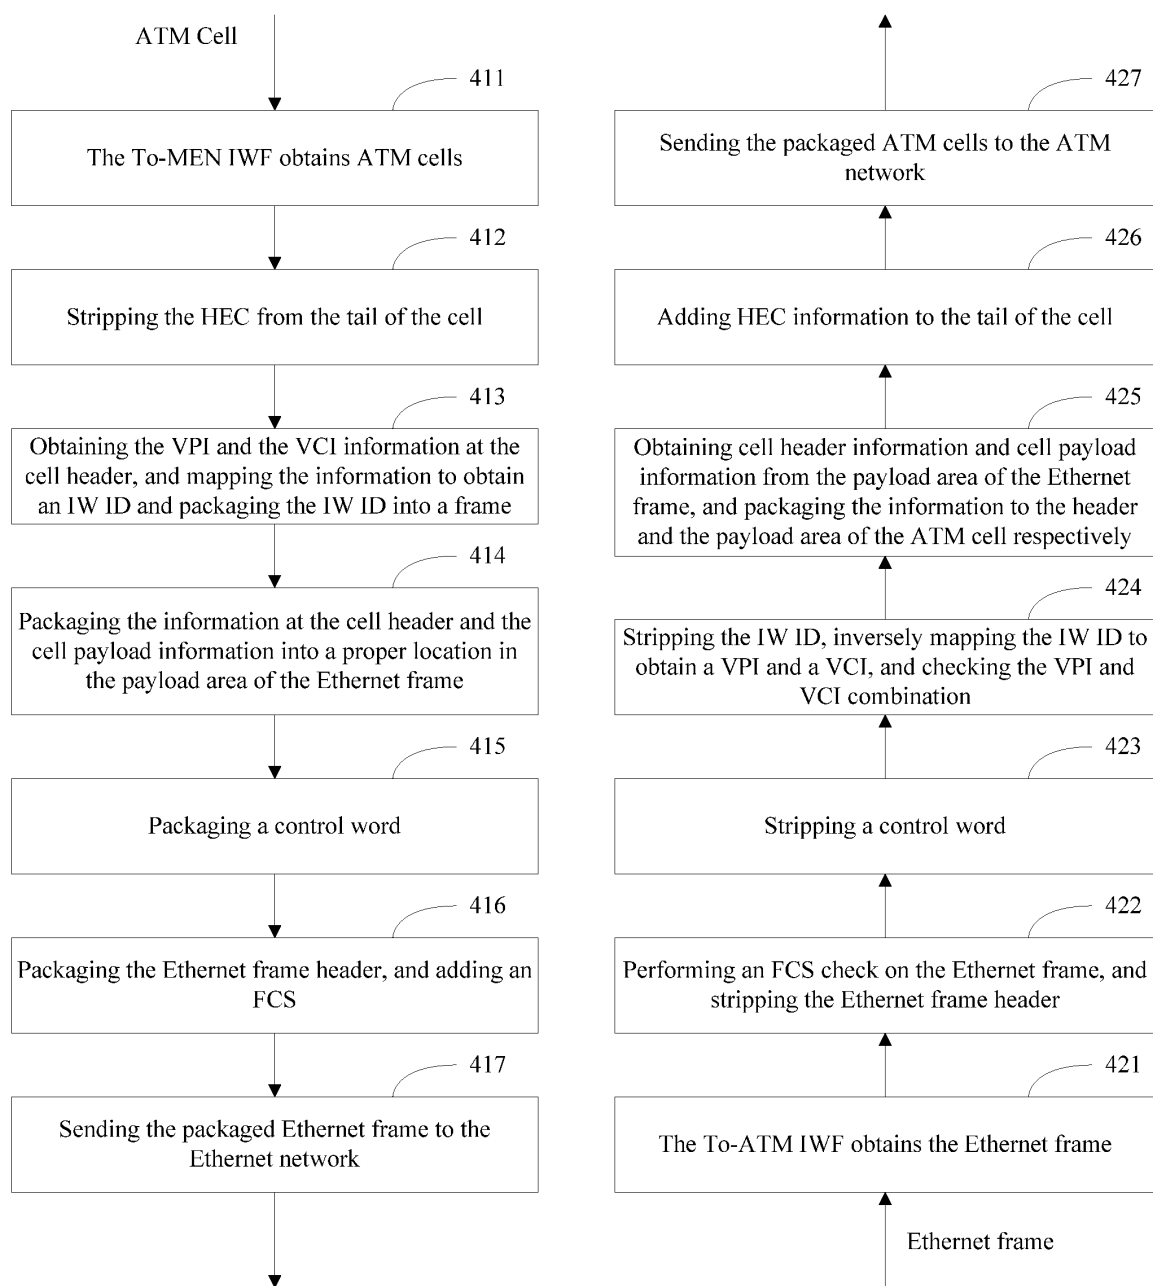 ATM Cell
411
The To-MEN IWF obtains ATM cells
412
Stripping the HEC from the tail of the cell
413
Obtaining the VPI and the VCI information at the
cell header, and mapping the information to obtain
an IW ID and packaging the IW ID into a frame
414
Packaging the information at the cell header and the
cell payload information into a proper location in
the payload area of the Ethernet frame
415
Packaging a control word
416
Packaging the Ethernet frame header, and adding an
FCS
417
Sending the packaged Ethernet frame to the
Ethernet network
427
Sending the packaged ATM cells to the ATM
network
426
Adding HEC information to the tail of the cell
425
Obtaining cell header information and cell payload
information from the payload area of the Ethernet
frame, and packaging the information to the header
and the payload area of the ATM cell respectively
424
Stripping the IW ID, inversely mapping the IW ID to
obtain a VPI and a VCI, and checking the VPI and
VCI combination
423
Stripping a control word
422
Performing an FCS check on the Ethernet frame, and
stripping the Ethernet frame header
421
The To-ATM IWF obtains the Ethernet frame
Ethernet frame